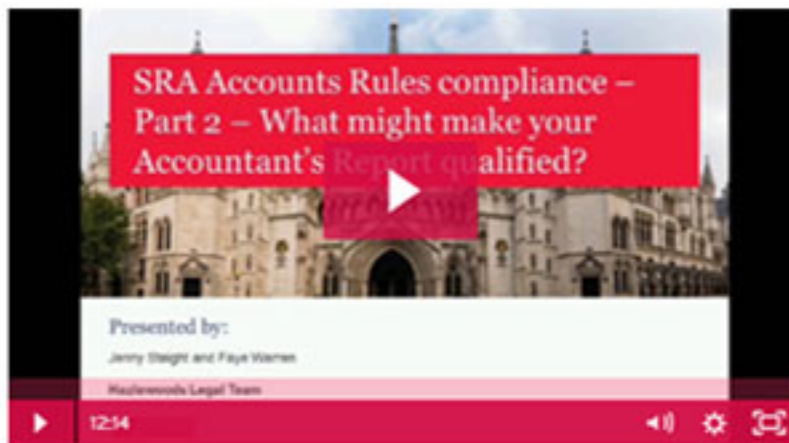 SRA Accounts Rules compliance –
Part 2 – What might make your
Accountant's Report qualified?
Presented by:
Jenny Staight and Faye Warren
Hazlewoods Legal Team
12:14